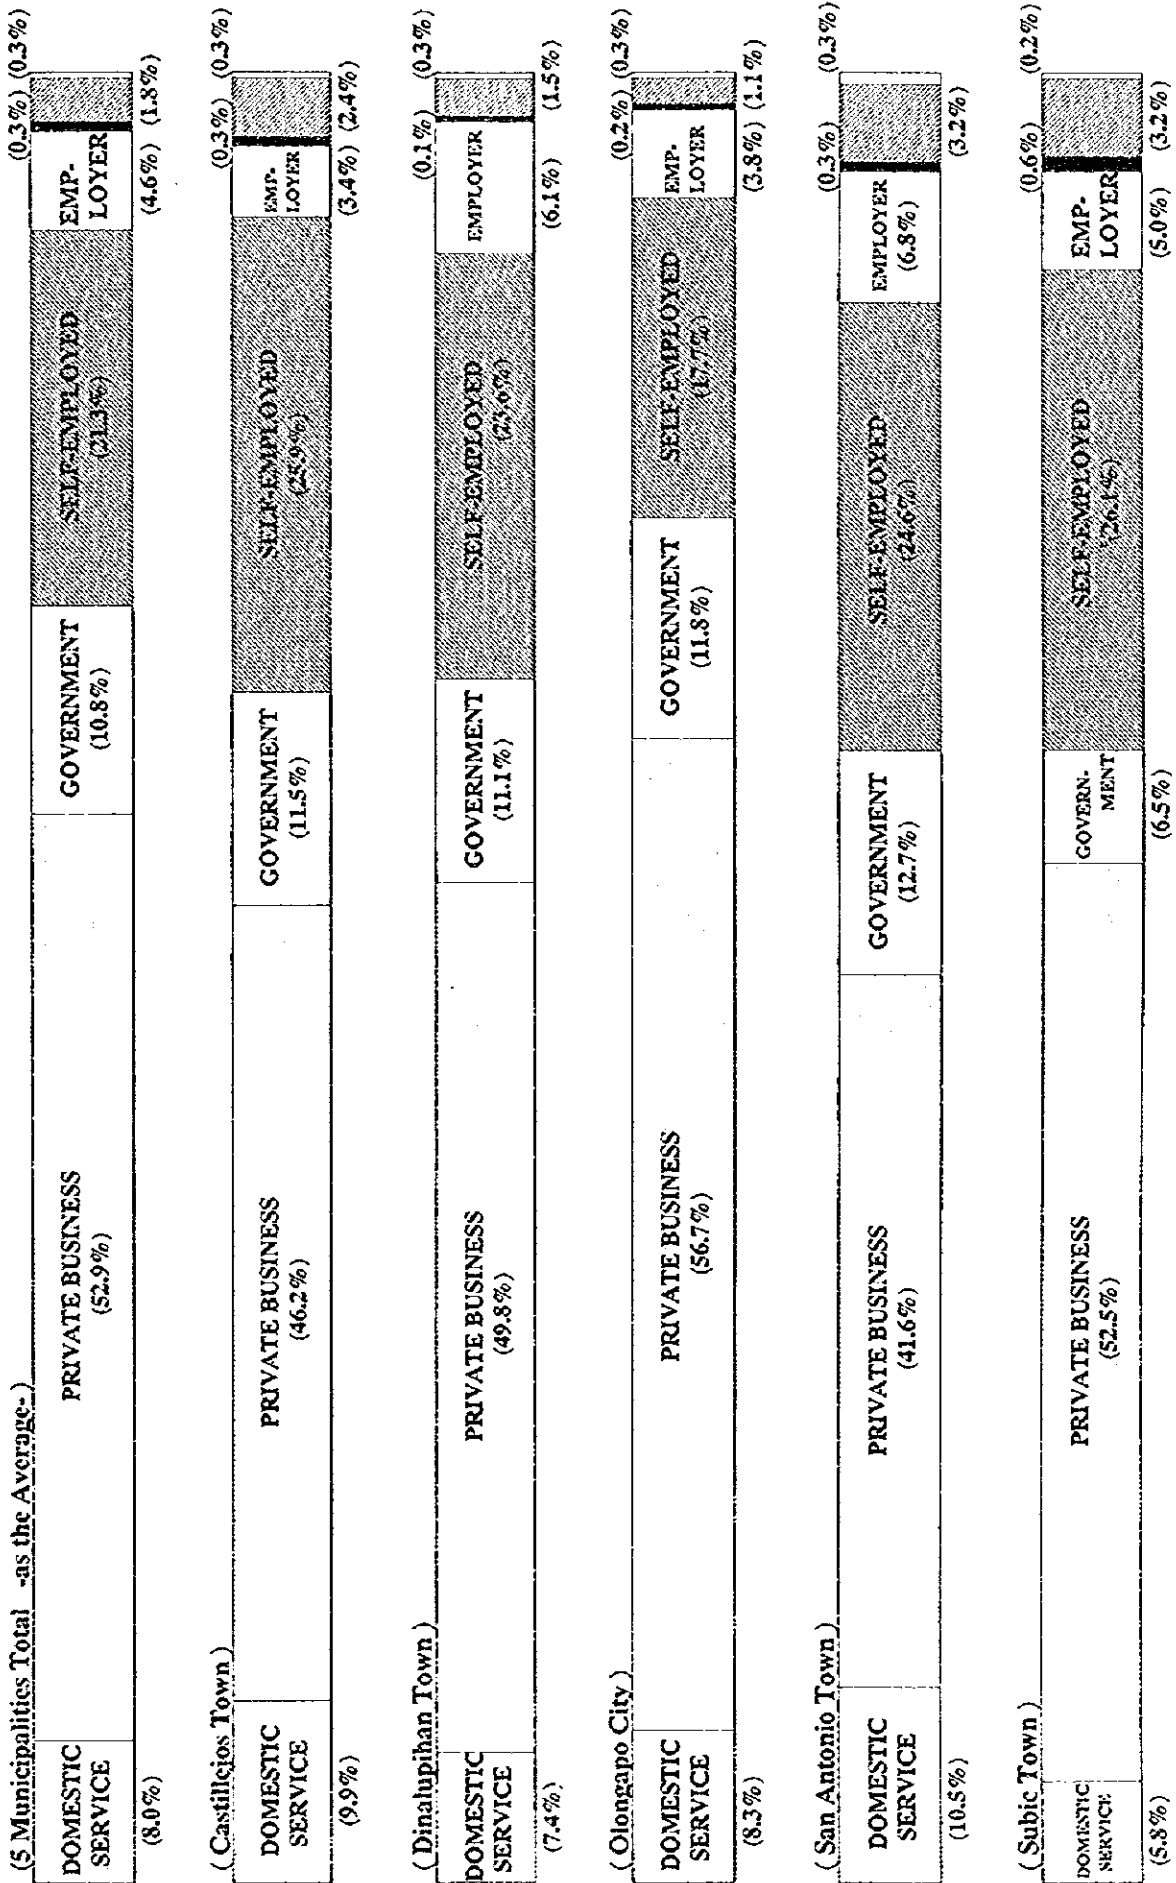 (5 Municipalities Total -as the Average-)
DOMESTIC
SERVICE
(8.0%)
PRIVATE BUSINESS
(52.9%)
GOVERNMENT
(10.8%)
SELF-EMPLOYED
(21.3%)
EMP-
LOYER
(4.6%)
(0.3%)
(1.8%)
(0.3%)
( Castillejos Town )
DOMESTIC
SERVICE
(9.9%)
PRIVATE BUSINESS
(46.2%)
GOVERNMENT
(11.5%)
SELF-EMPLOYED
(25.9%)
EMP-
LOYER
(3.4%)
(0.3%)
(2.4%)
(0.3%)
( Dinalupihan Town )
DOMESTIC
SERVICE
(7.4%)
PRIVATE BUSINESS
(49.8%)
GOVERNMENT
(11.1%)
SELF-EMPLOYED
(23.6%)
EMPLOYER
(6.1%)
(0.1%)
(1.5%)
(0.3%)
( Olongapo City )
DOMESTIC
SERVICE
(8.3%)
PRIVATE BUSINESS
(56.7%)
GOVERNMENT
(11.8%)
SELF-EMPLOYED
(17.7%)
EMP-
LOYER
(3.8%)
(0.2%)
(1.1%)
(0.3%)
( San Antonio Town )
DOMESTIC
SERVICE
(10.5%)
PRIVATE BUSINESS
(41.6%)
GOVERNMENT
(12.7%)
SELF-EMPLOYED
(24.6%)
EMPLOYER
(6.8%)
(0.3%)
(3.2%)
(0.3%)
( Subic Town )
DOMESTIC
SERVICE
(5.8%)
PRIVATE BUSINESS
(52.5%)
GOVERN-
MENT
(6.5%)
SELF-EMPLOYED
(26.1%)
EMP-
LOYER
(5.0%)
(0.6%)
(3.2%)
(0.2%)